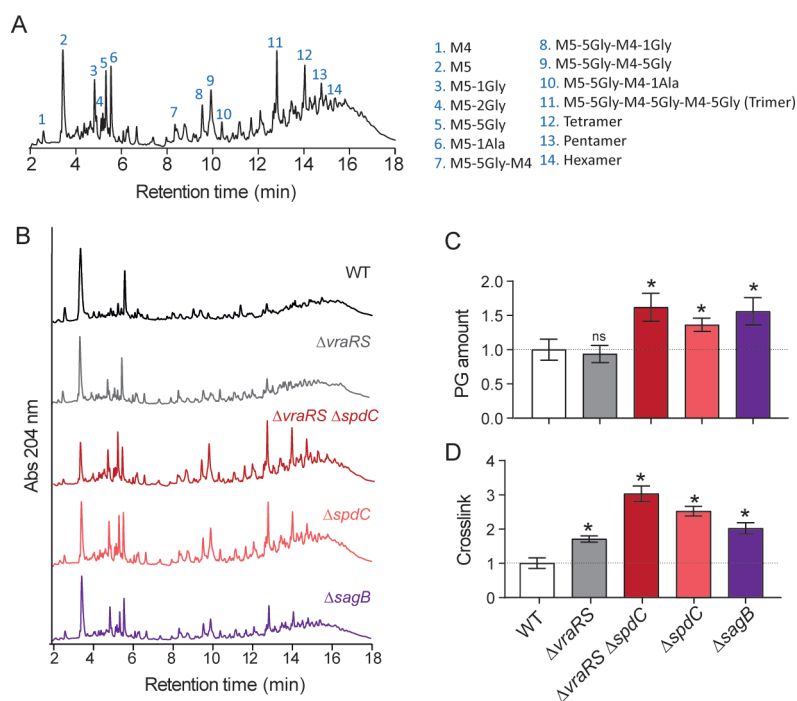 A
1
2
3
4
5
6
7
8
9
10
11
12
13
14
2 4 6 8 10 12 14 16 18
Retention time (min)
1. M4
2. M5
3. M5-1Gly
4. M5-2Gly
5. M5-5Gly
6. M5-1Ala
7. M5-5Gly-M4
8. M5-5Gly-M4-1Gly
9. M5-5Gly-M4-5Gly
10. M5-5Gly-M4-1Ala
11. M5-5Gly-M4-5Gly-M4-5Gly (Trimer)
12. Tetramer
13. Pentamer
14. Hexamer
B
Abs 204 nm
WT
ΔvraRS
ΔvraRS ΔspdC
ΔspdC
ΔsagB
2 4 6 8 10 12 14 16 18
Retention time (min)
C
PG amount
2.0
1.5
1.0
0.5
0.0
ns
*
*
*
D
Crosslink
4
3
2
1
0
*
*
*
*
WT
ΔvraRS
ΔvraRS ΔspdC
ΔspdC
ΔsagB